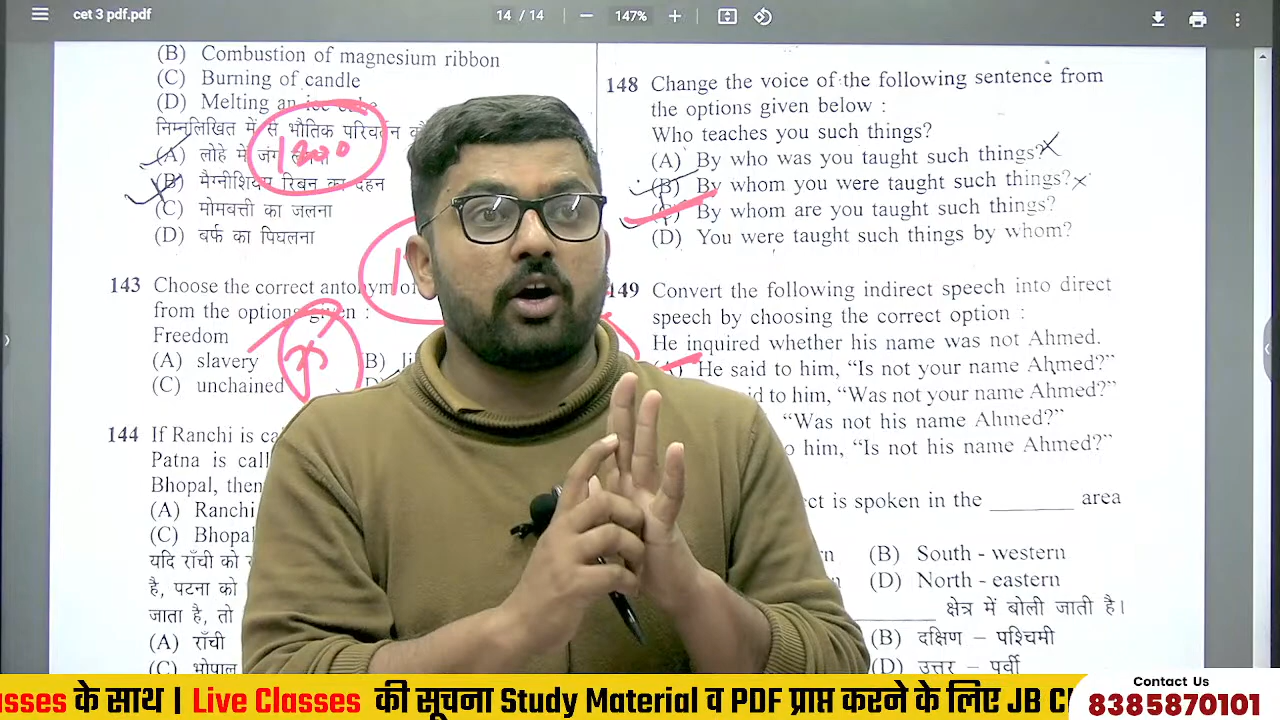 cet 3 pdf.pdf
14 / 14
147%
(B) Combustion of magnesium ribbon
(C) Burning of candle
(D) Melting an ice
निम्नलिखित में से भौतिक परिवर्तन
(A) लोहे में जंग
(B) मैग्नीशियम रिबन का दहन
(C) मोमबत्ती का जलना
(D) बर्फ का पिघलना
143 Choose the correct antonym of
from the options given :
Freedom
(A) slavery (B)
(C) unchained
144 If Ranchi is
Patna is call
Bhopal, then
(A) Ranchi
(C) Bhopal
यदि राँची को
है, पटना को
जाता है, तो
(A) राँची
(C) भोपाल
148 Change the voice of the following sentence from
the options given below :
Who teaches you such things?
(A) By who was you taught such things?
(B) By whom you were taught such things?
(C) By whom are you taught such things?
(D) You were taught such things by whom?
149 Convert the following indirect speech into direct
speech by choosing the correct option :
He inquired whether his name was not Ahmed.
(A) He said to him, “Is not your name Ahmed?”
to him, “Was not your name Ahmed?”
“Was not his name Ahmed?”
to him, “Is not his name Ahmed?”
is spoken in the ________ area
(B) South - western
(D) North - eastern
________ क्षेत्र में बोली जाती है।
(B) दक्षिण – पश्चिमी
(D) उत्तर – पूर्वी
के साथ | Live Classes की सूचना Study Material व PDF प्राप्त करने के लिए JB
Contact Us
8385870101